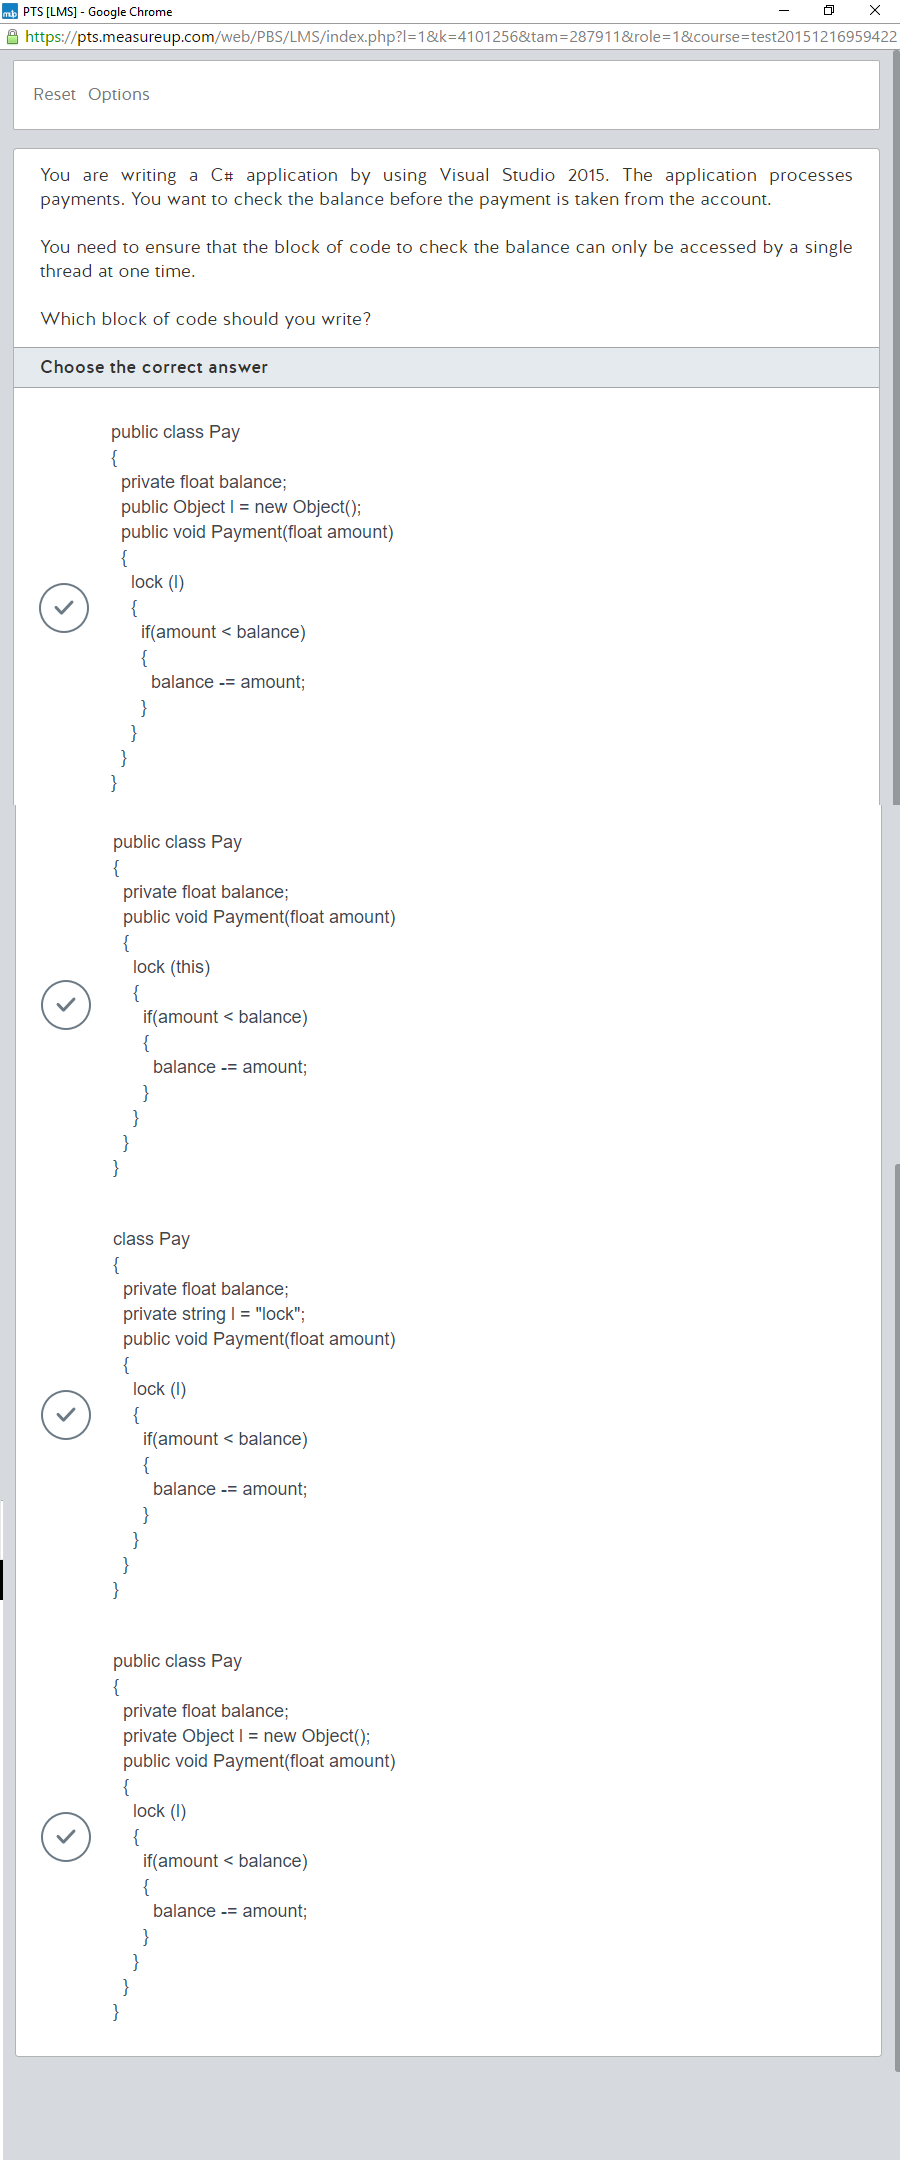 PTS [LMS] - Google Chrome
https://pts.measureup.com/web/PBS/LMS/index.php?l=1&k=4101256&tam=287911&role=1&course=test20151216959422
Reset Options
You are writing a C# application by using Visual Studio 2015. The application processes
payments. You want to check the balance before the payment is taken from the account.
You need to ensure that the block of code to check the balance can only be accessed by a single
thread at one time.
Which block of code should you write?
Choose the correct answer
public class Pay
{
private float balance;
public Object l = new Object();
public void Payment(float amount)
{
lock (l)
{
if(amount < balance)
{
balance -= amount;
}
}
}
}
public class Pay
{
private float balance;
public void Payment(float amount)
{
lock (this)
{
if(amount < balance)
{
balance -= amount;
}
}
}
}
class Pay
{
private float balance;
private string l = "lock";
public void Payment(float amount)
{
lock (l)
{
if(amount < balance)
{
balance -= amount;
}
}
}
}
public class Pay
{
private float balance;
private Object l = new Object();
public void Payment(float amount)
{
lock (l)
{
if(amount < balance)
{
balance -= amount;
}
}
}
}